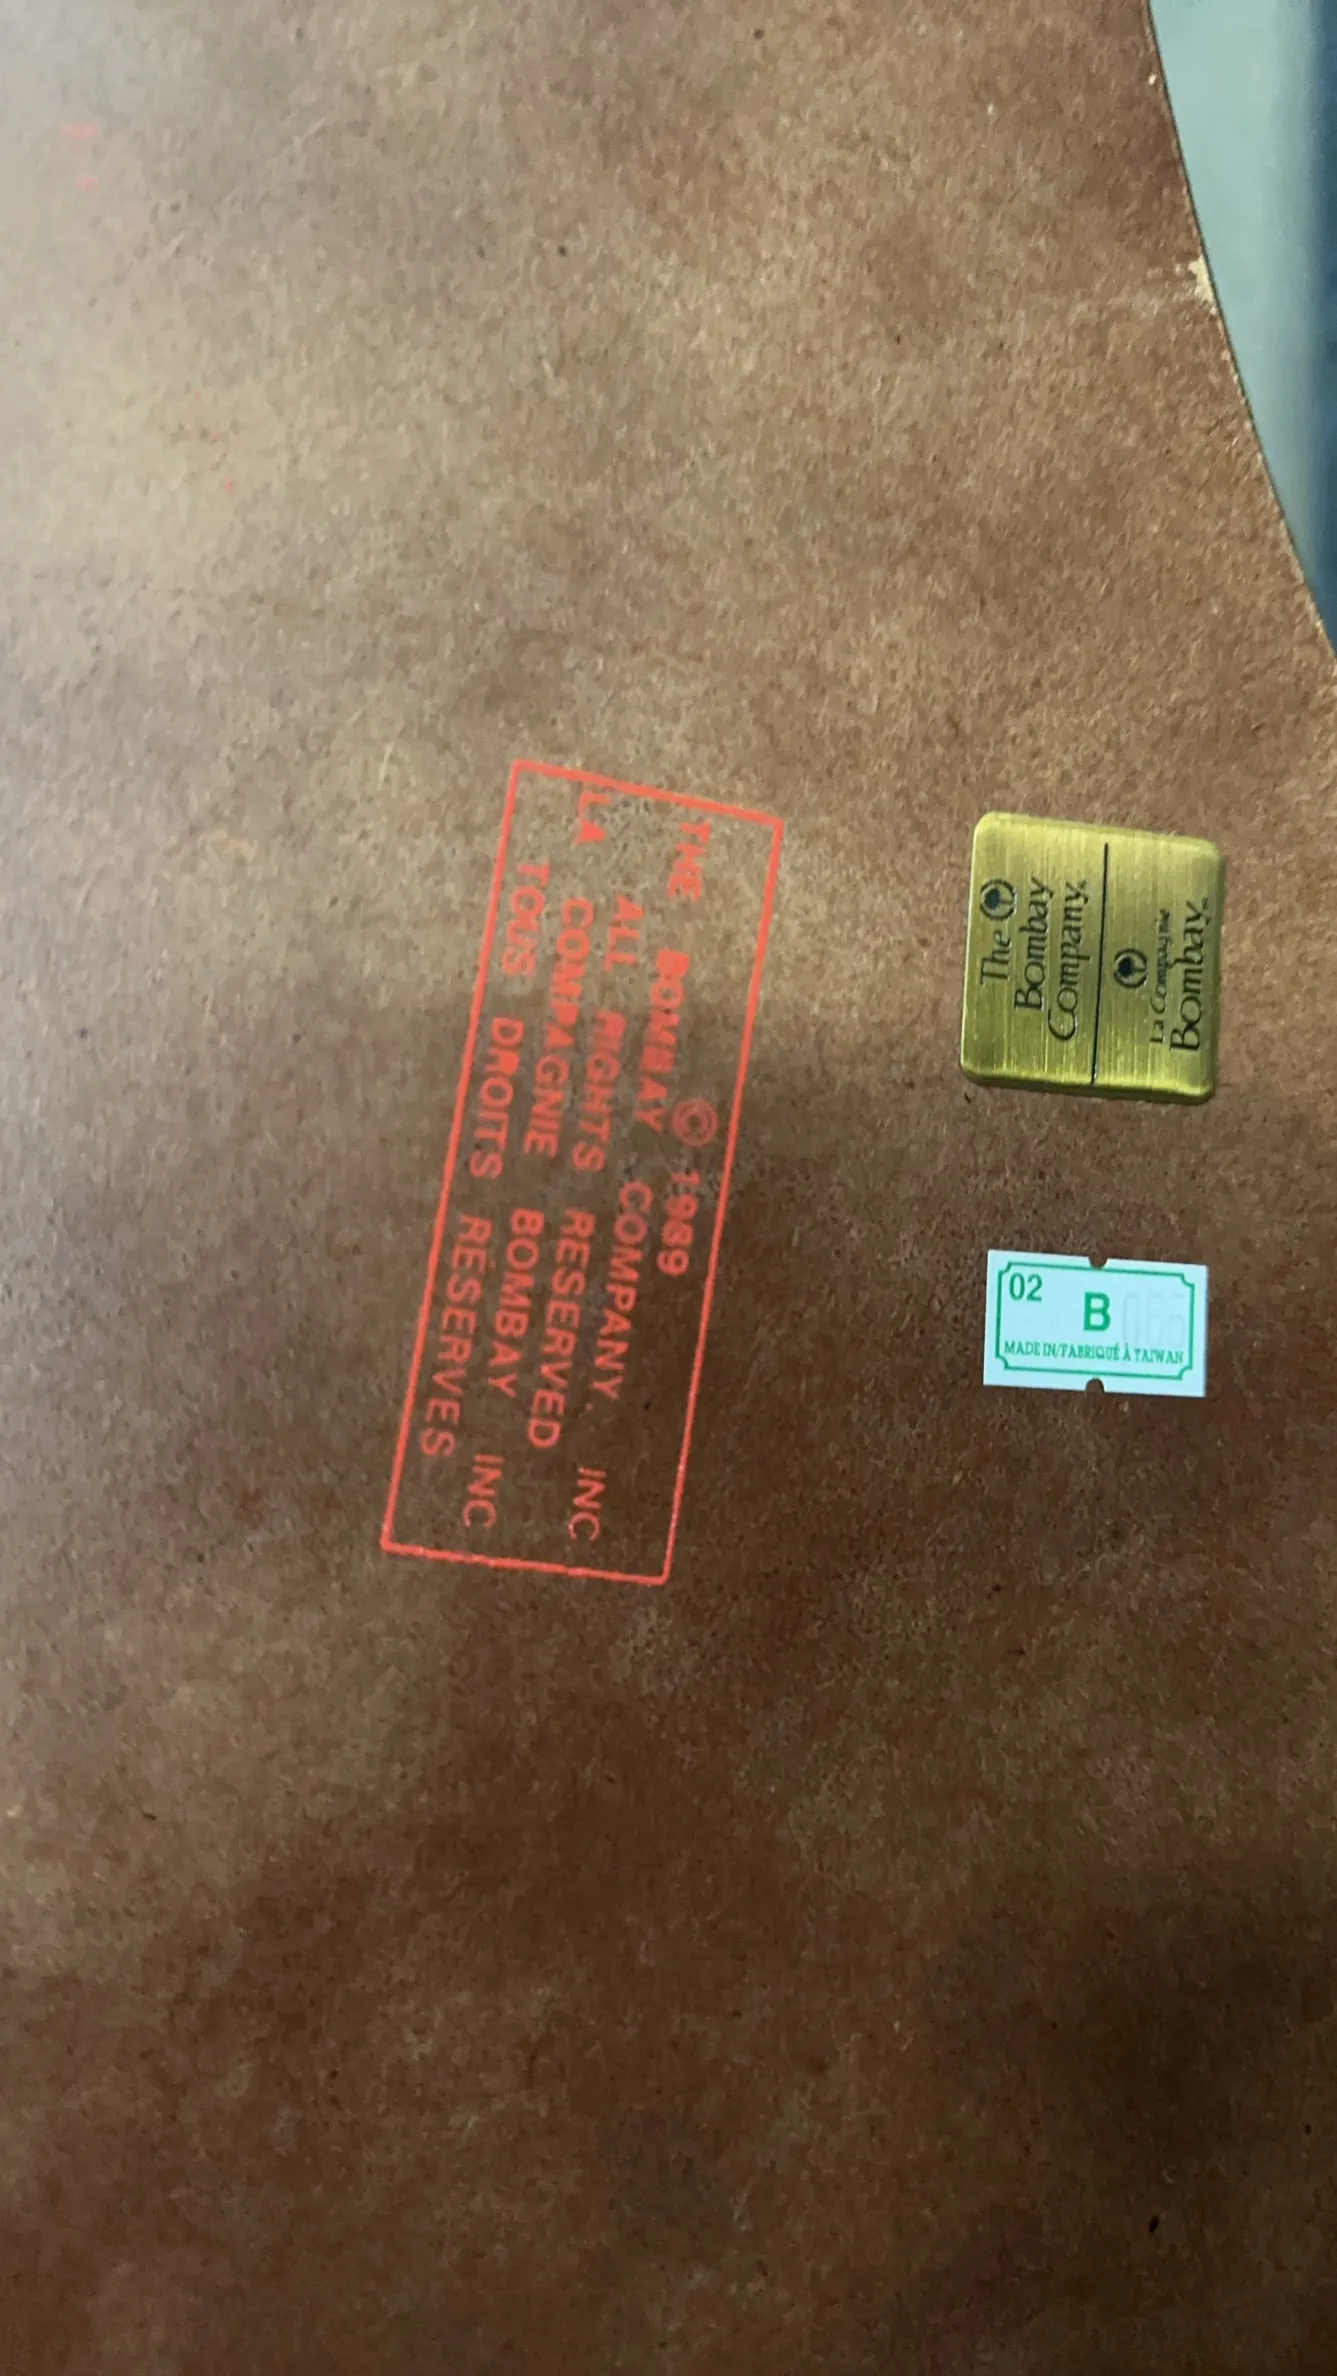 © 1989
THE BOMBAY COMPANY. INC
ALL RIGHTS RESERVED
LA COMPAGNIE BOMBAY INC
TOUS DROITS RÉSERVÉS
The
Bombay
Company®
La Compagnie
Bombay
02
B
MADE IN/FABRIQUÉ À TAIWAN